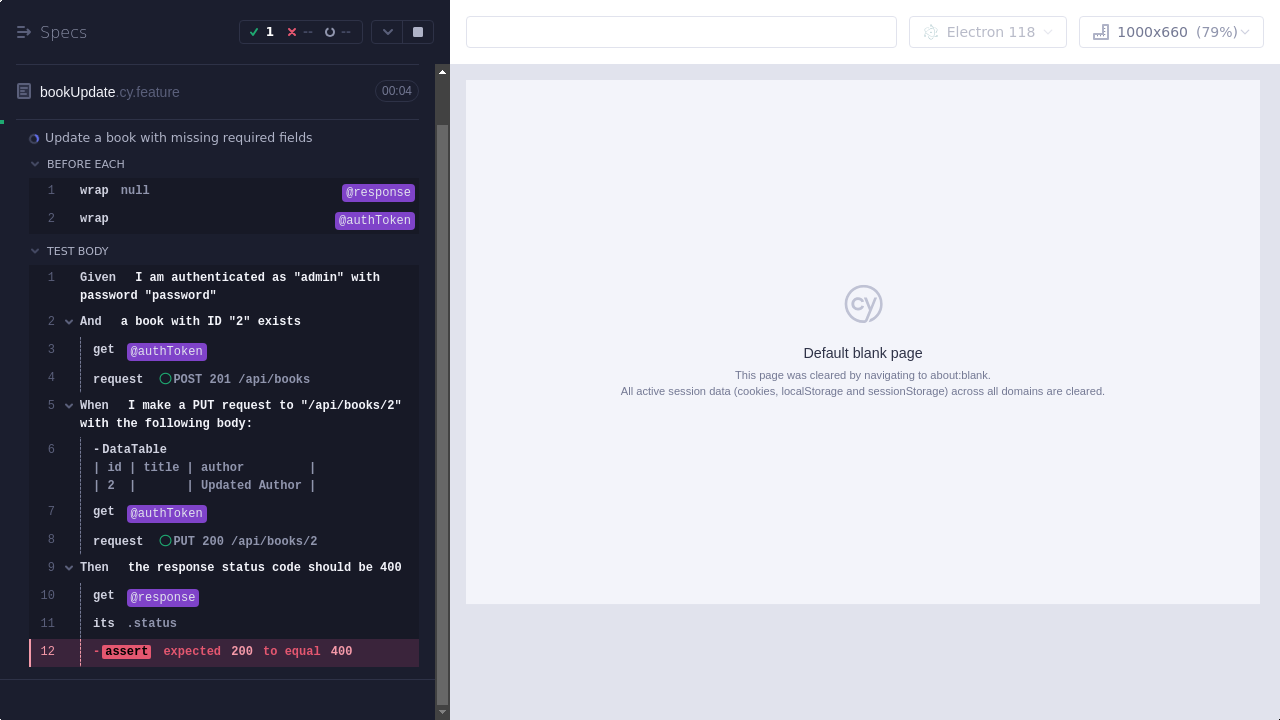 Specs
1 -- --
Electron 118
1000x660 (79%)
bookUpdate.cy.feature 00:04
Update a book with missing required fields
BEFORE EACH
1 wrap null @response
2 wrap @authToken
TEST BODY
1 Given I am authenticated as "admin" with
password "password"
2 And a book with ID "2" exists
3 get @authToken
4 request POST 201 /api/books
5 When I make a PUT request to "/api/books/2"
with the following body:
6 -DataTable
| id | title | author         |
| 2  |       | Updated Author |
7 get @authToken
8 request PUT 200 /api/books/2
9 Then the response status code should be 400
10 get @response
11 its .status
12 -assert expected 200 to equal 400
cy
Default blank page
This page was cleared by navigating to about:blank.
All active session data (cookies, localStorage and sessionStorage) across all domains are cleared.